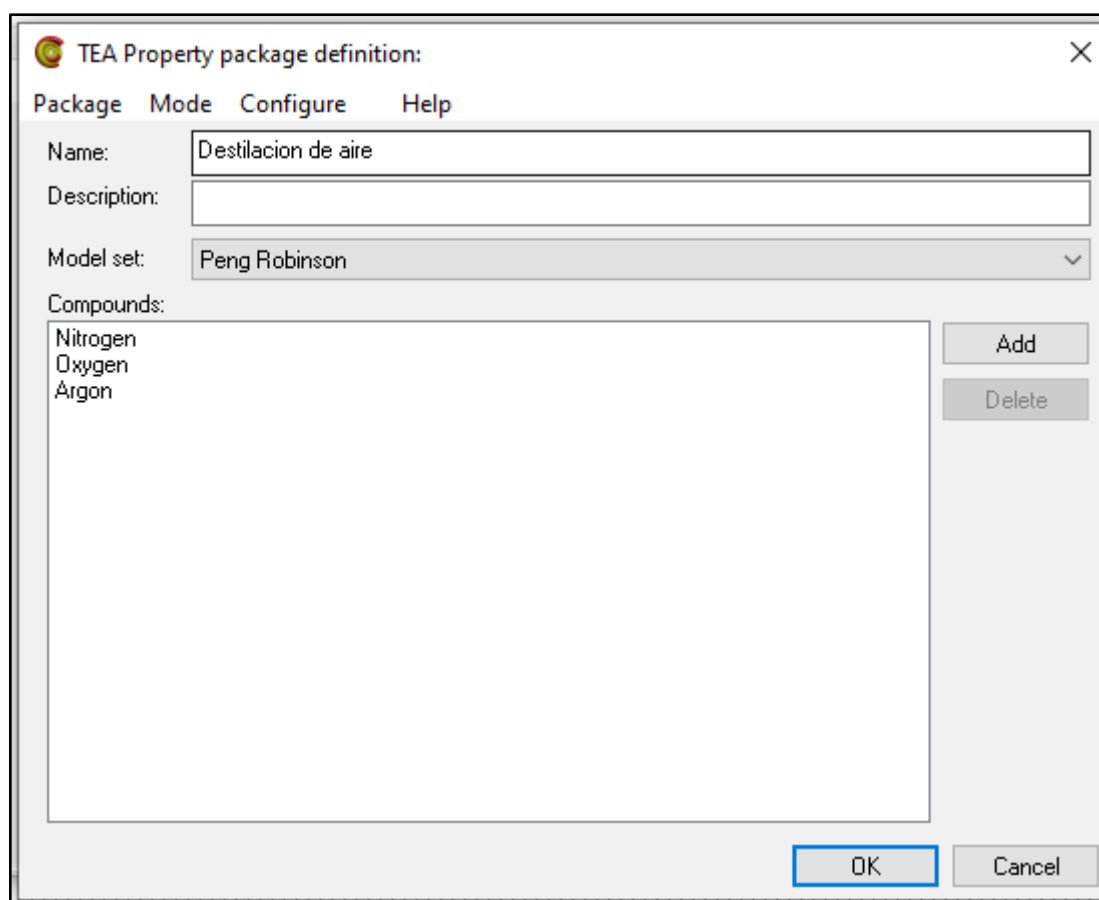 TEA Property package definition:
Package Mode Configure Help
Name: Destilacion de aire
Description:
Model set: Peng Robinson
Compounds:
Nitrogen
Oxygen
Argon
Add
Delete
OK Cancel